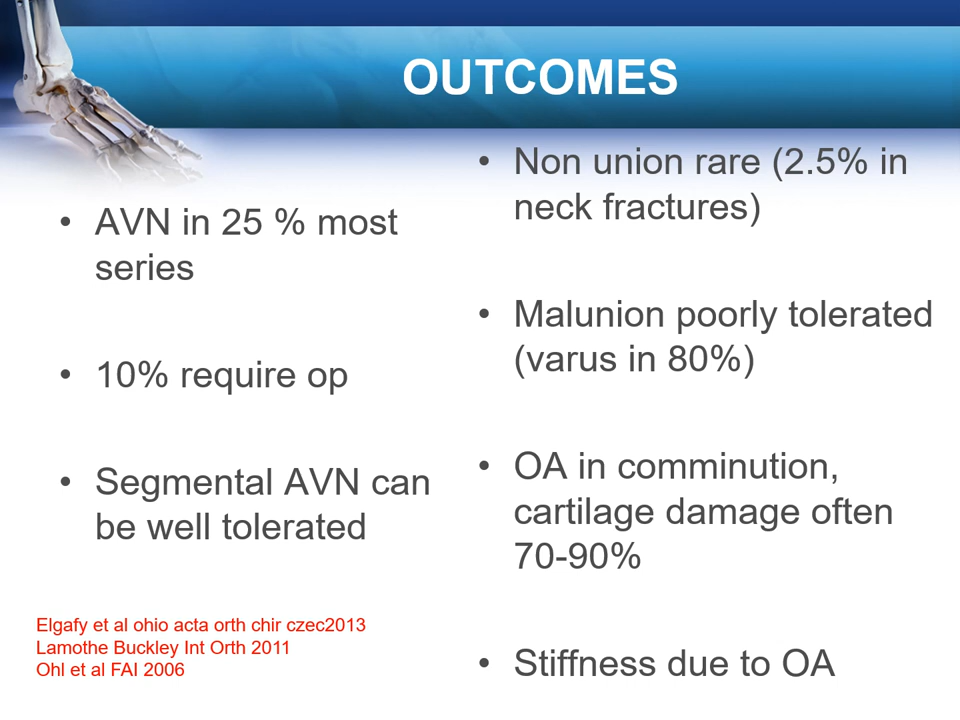 OUTCOMES
• AVN in 25 % most
series
• 10% require op
• Segmental AVN can
be well tolerated
Elgafy et al ohio acta orth chir czec2013
Lamothe Buckley Int Orth 2011
Ohl et al FAI 2006
• Non union rare (2.5% in
neck fractures)
• Malunion poorly tolerated
(varus in 80%)
• OA in comminution,
cartilage damage often
70-90%
• Stiffness due to OA